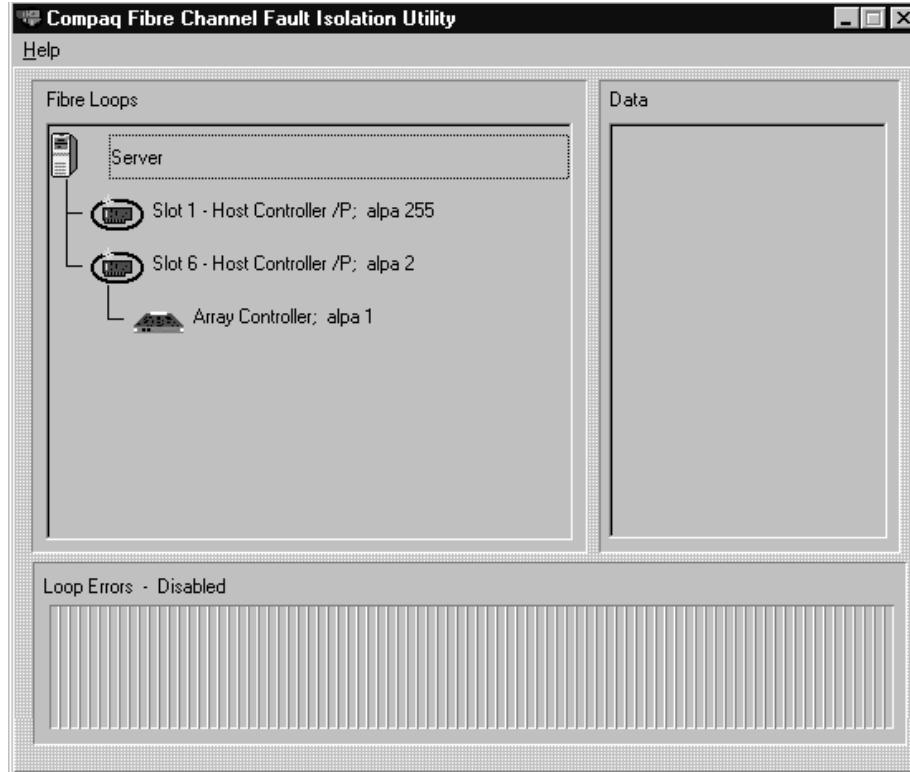 Compaq Fibre Channel Fault Isolation Utility
Help
Fibre Loops
Server
Slot 1 - Host Controller /P; alpa 255
Slot 6 - Host Controller /P; alpa 2
Array Controller; alpa 1
Data
Loop Errors - Disabled